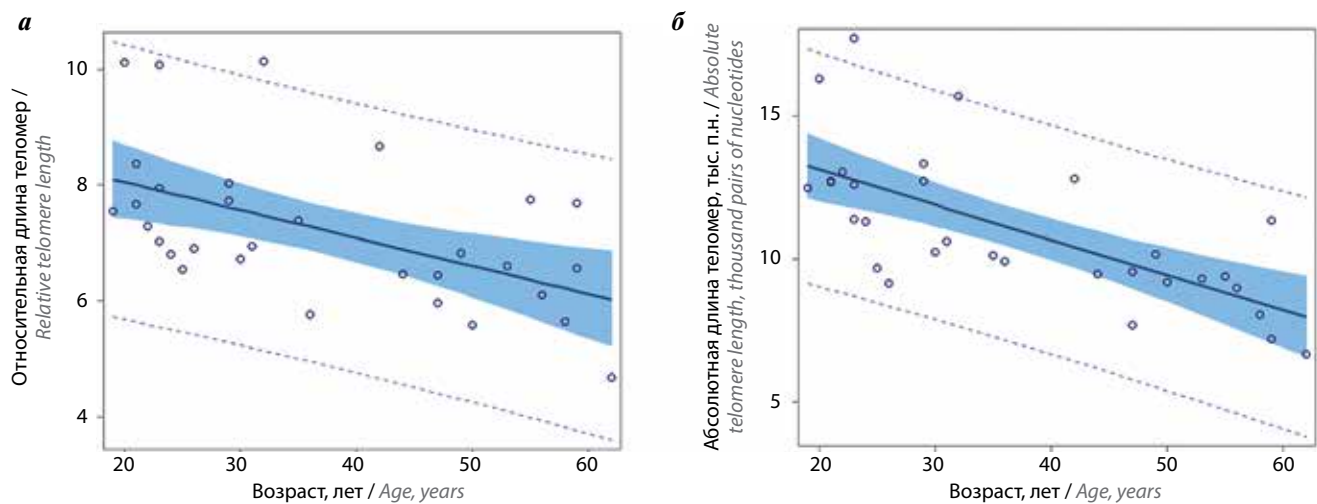 а
Относительная длина теломер /
Relative telomere length
10
8
6
4
20 30 40 50 60
Возраст, лет / Age, years
б
Абсолютная длина теломер, тыс. п.н. / Absolute
telomere length, thousand pairs of nucleotides
15
10
5
20 30 40 50 60
Возраст, лет / Age, years